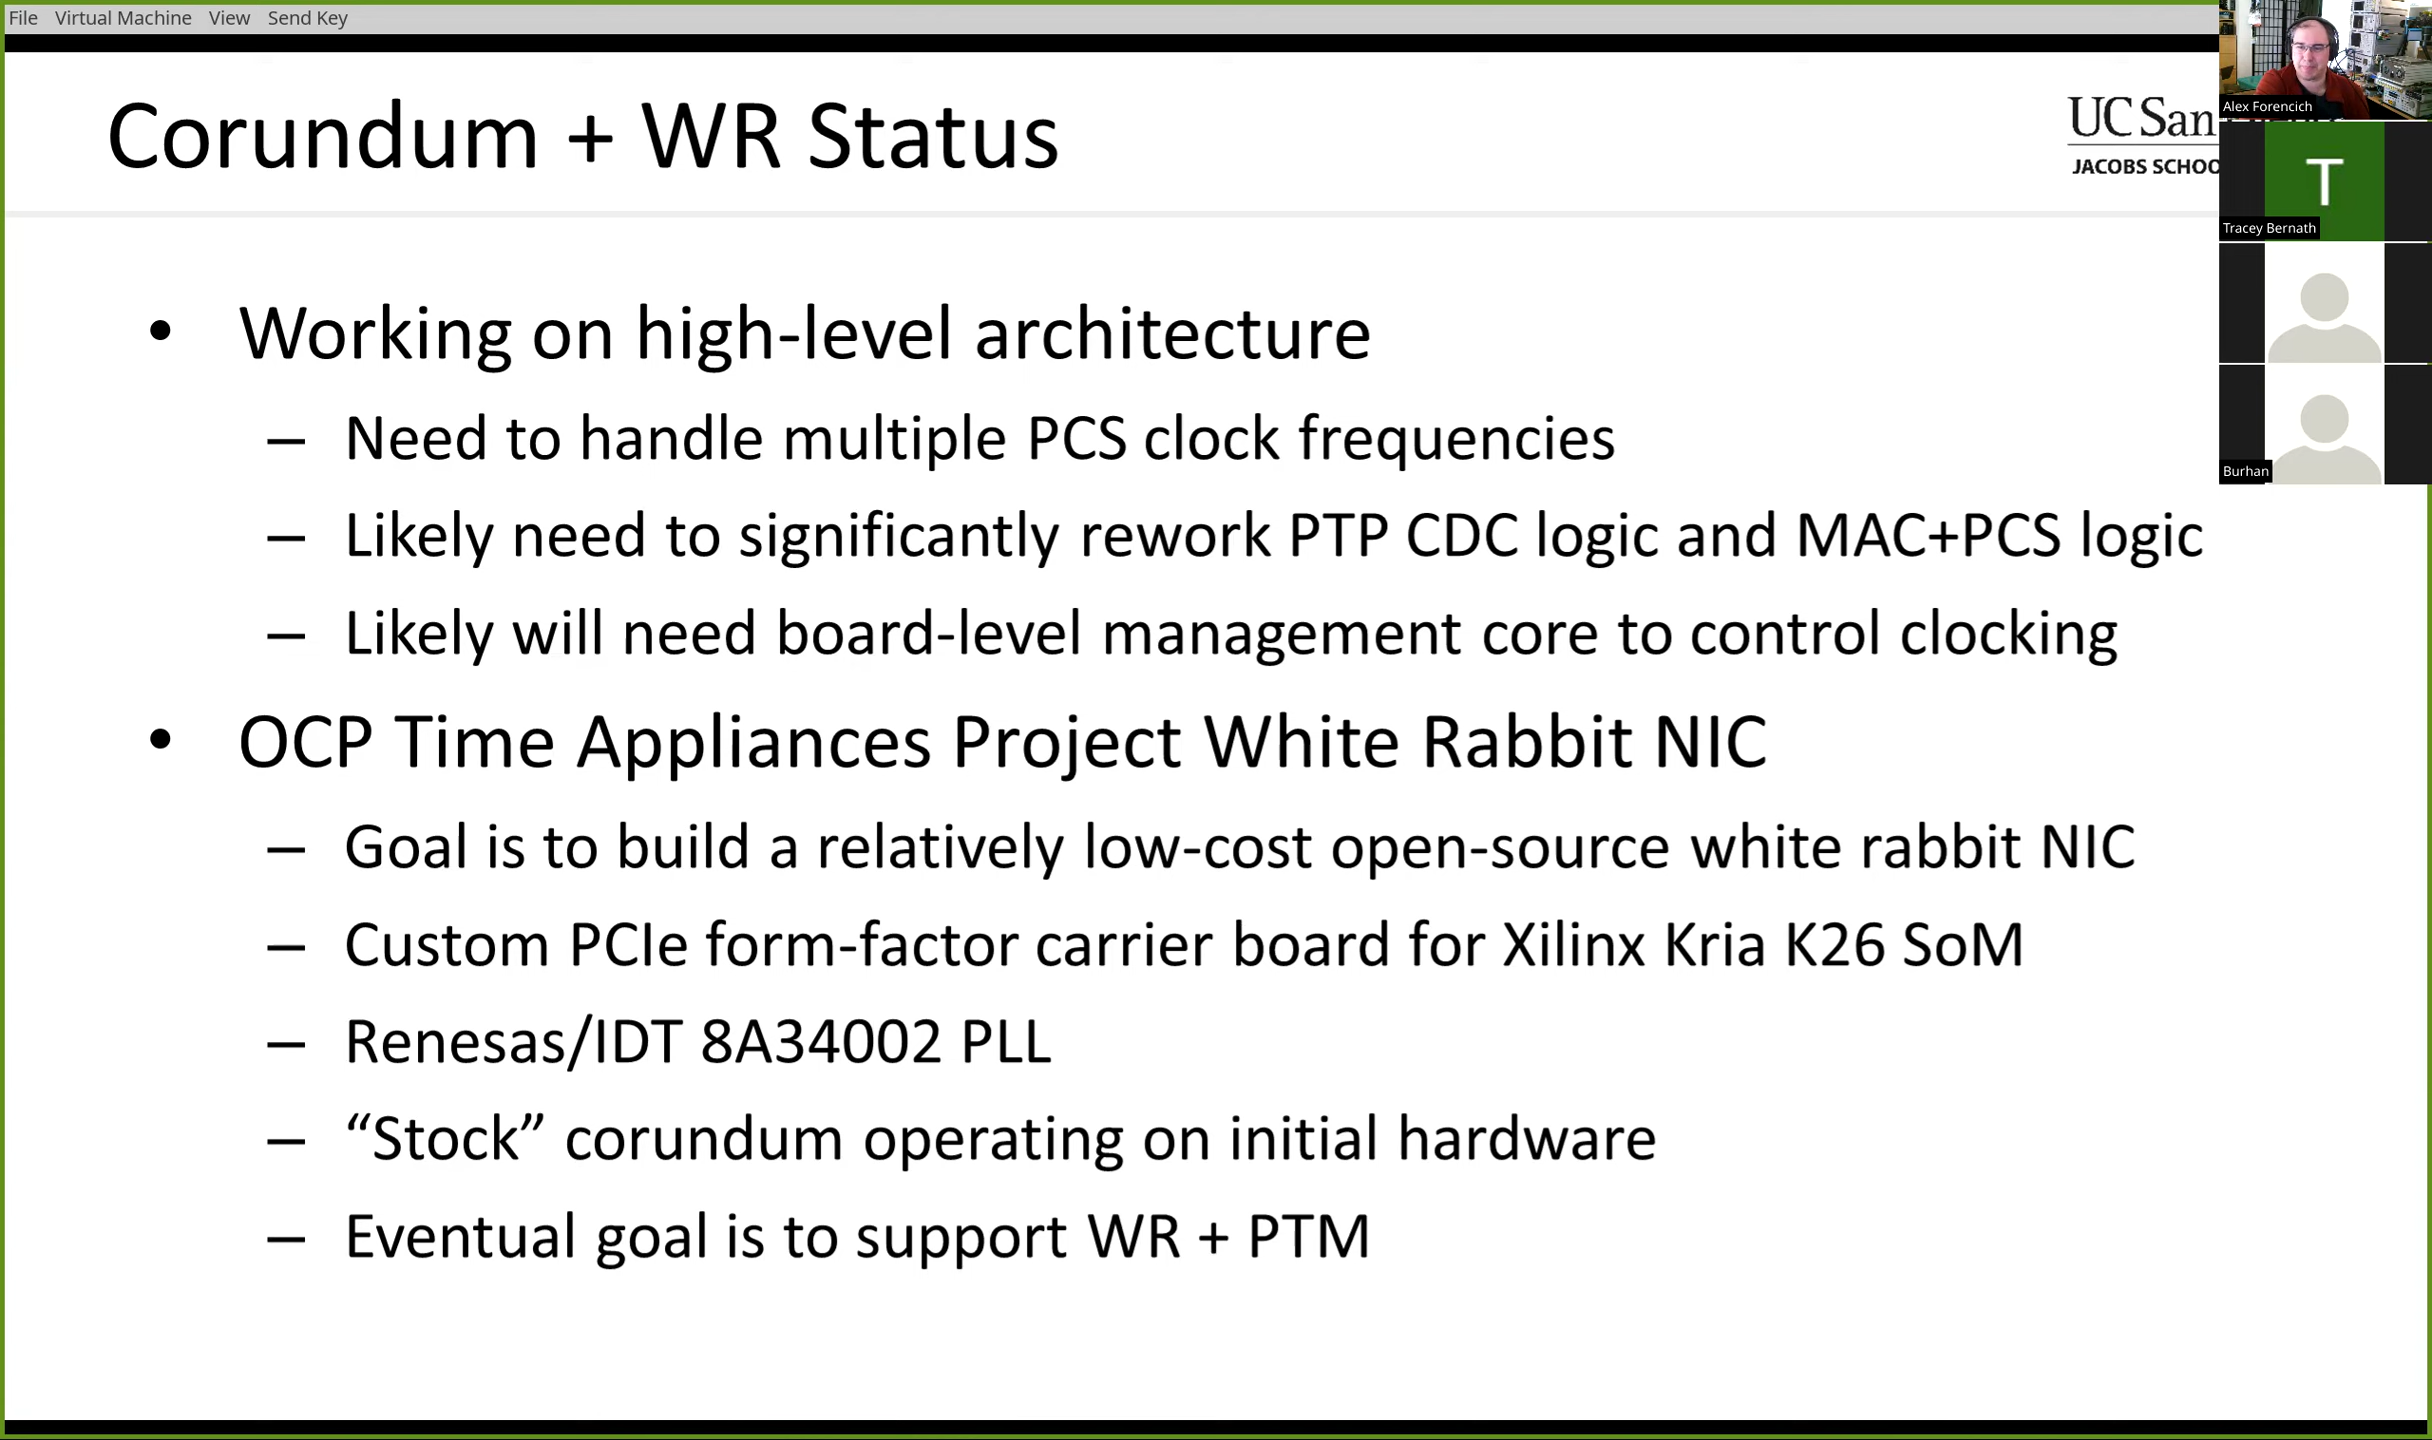 File Virtual Machine View Send Key
Corundum + WR Status
UC San
JACOBS SCHOO
Alex Forencich
T
Tracey Bernath
Burhan
• Working on high-level architecture
– Need to handle multiple PCS clock frequencies
– Likely need to significantly rework PTP CDC logic and MAC+PCS logic
– Likely will need board-level management core to control clocking
• OCP Time Appliances Project White Rabbit NIC
– Goal is to build a relatively low-cost open-source white rabbit NIC
– Custom PCIe form-factor carrier board for Xilinx Kria K26 SoM
– Renesas/IDT 8A34002 PLL
– “Stock” corundum operating on initial hardware
– Eventual goal is to support WR + PTM